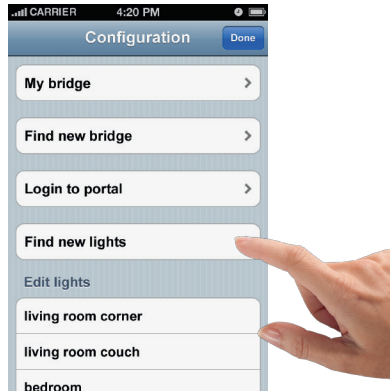 CARRIER 4:20 PM
Configuration Done
My bridge
Find new bridge
Login to portal
Find new lights
Edit lights
living room corner
living room couch
bedroom